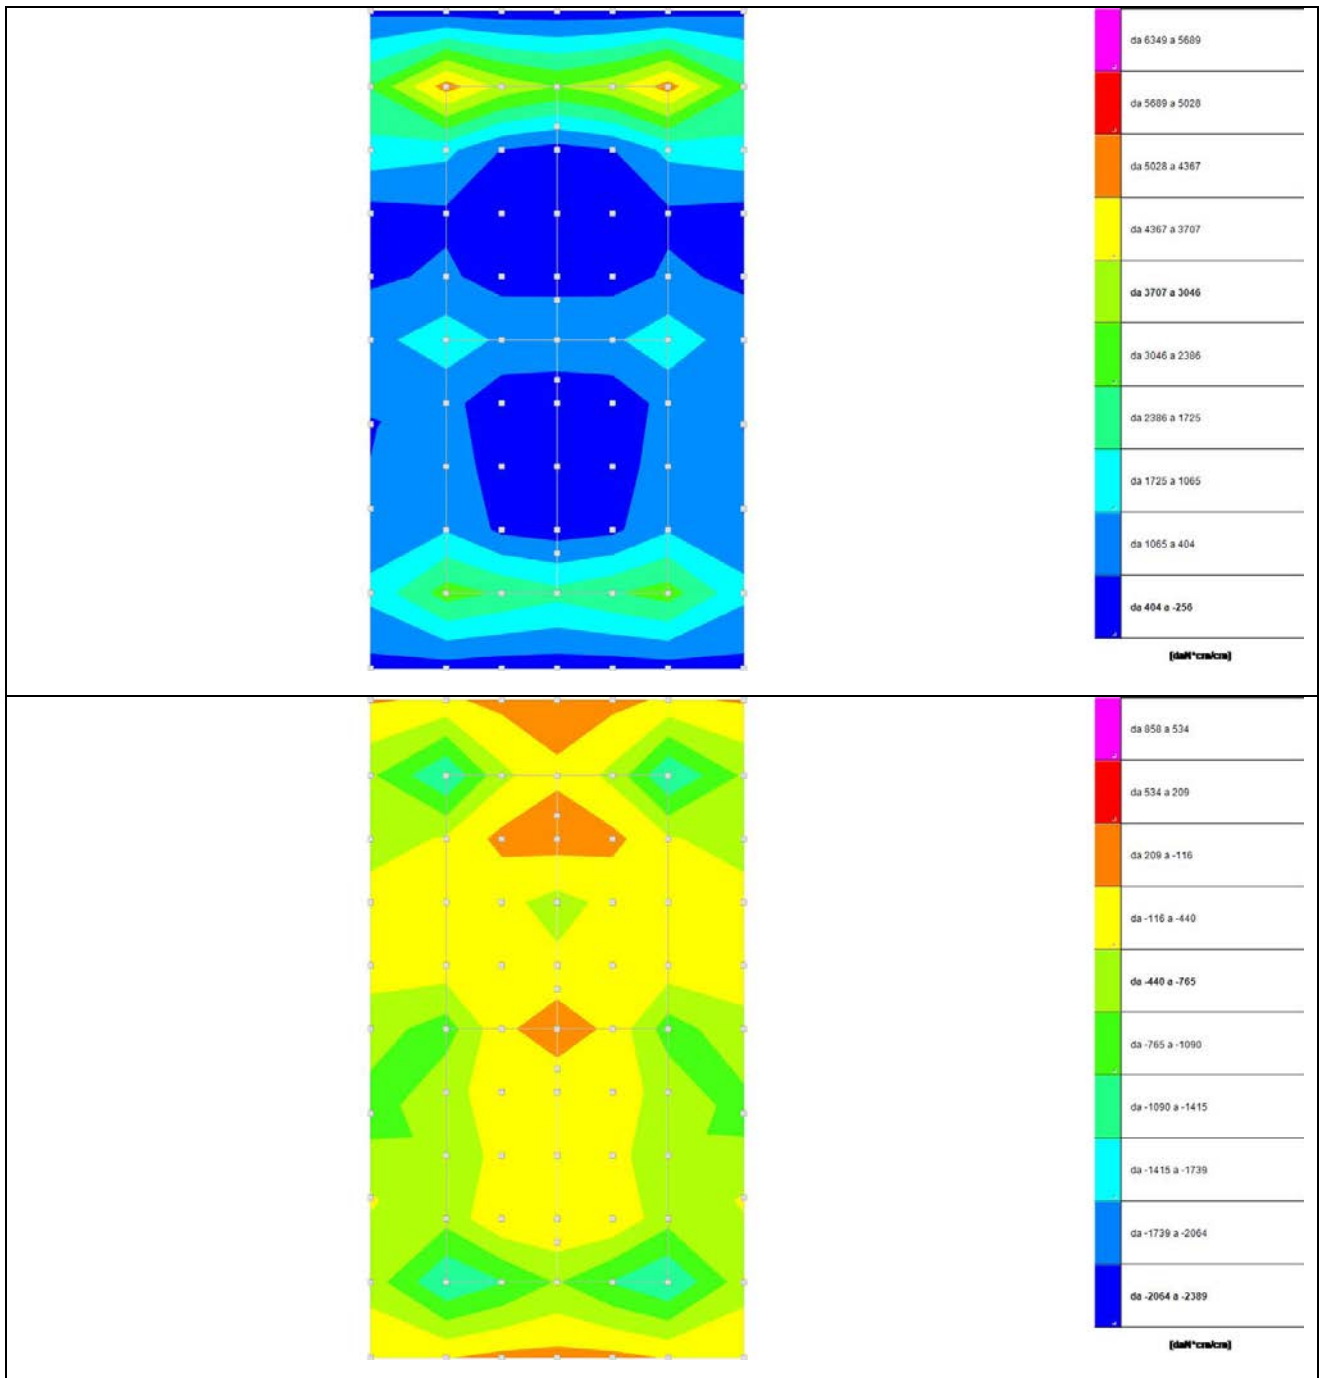 da 6349 a 5689
da 5689 a 5028
da 5028 a 4367
da 4367 a 3707
da 3707 a 3046
da 3046 a 2386
da 2386 a 1725
da 1725 a 1065
da 1065 a 404
da 404 a -256
[daN*cm/cm]
da 858 a 534
da 534 a 209
da 209 a -116
da -116 a -440
da -440 a -765
da -765 a -1090
da -1090 a -1415
da -1415 a -1739
da -1739 a -2064
da -2064 a -2389
[daN*cm/cm]